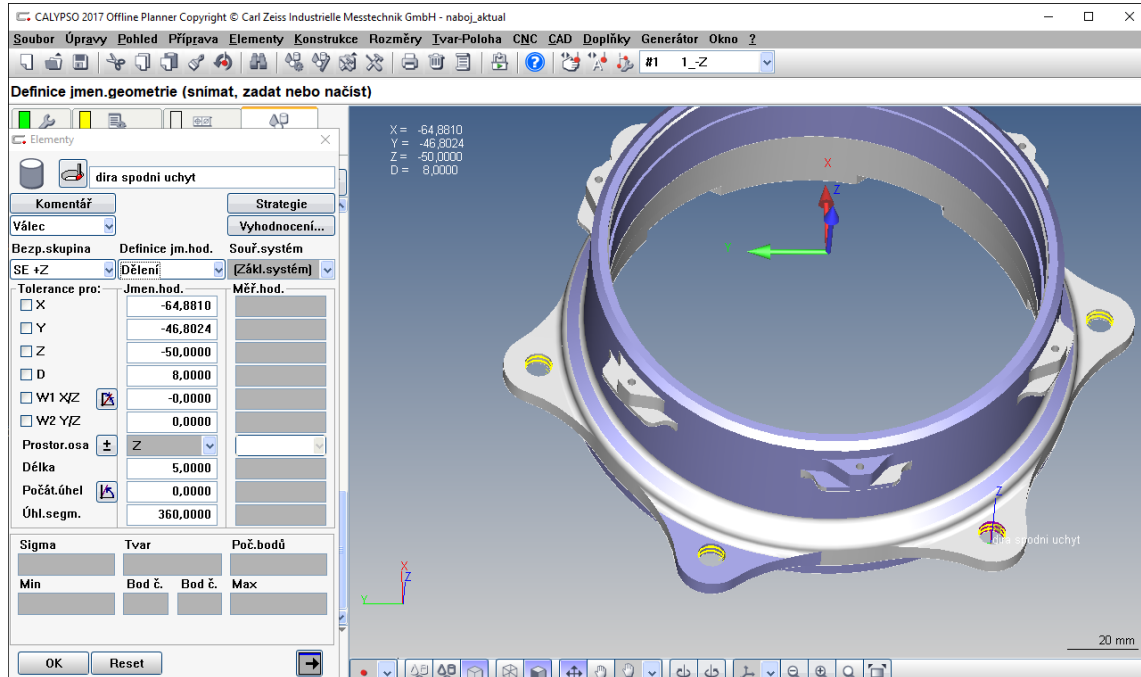 CALYPSO 2017 Offline Planner Copyright © Carl Zeiss Industrielle Messtechnik GmbH - naboj_aktual
Soubor Úpravy Pohled Příprava Elementy Konstrukce Rozměry Tvar-Poloha CNC CAD Doplňky Generátor Okno ?
#1 1_-Z
Definice jmen.geometrie (snímat, zadat nebo načíst)
Elementy
dira spodni uchyt
Komentář Strategie
Válec Vyhodnocení...
Bezp.skupina Definice jm.hod. Souř.systém
SE +Z Dělení (Zákl.systém)
Tolerance pro: Jmen.hod. Měř.hod.
X -64,8810
Y -46,8024
Z -50,0000
D 8,0000
W1 X/Z -0,0000
W2 Y/Z 0,0000
Prostor.osa ± Z
Délka 5,0000
Počát.úhel 0,0000
Úhl.segm. 360,0000
Sigma Tvar Poč.bodů
Min Bod č. Bod č. Max
OK Reset
X = -64,8810
Y = -46,8024
Z = -50,0000
D = 8,0000
X
Z
Y
Z
dira spodni uchyt
X
Z
Y
20 mm